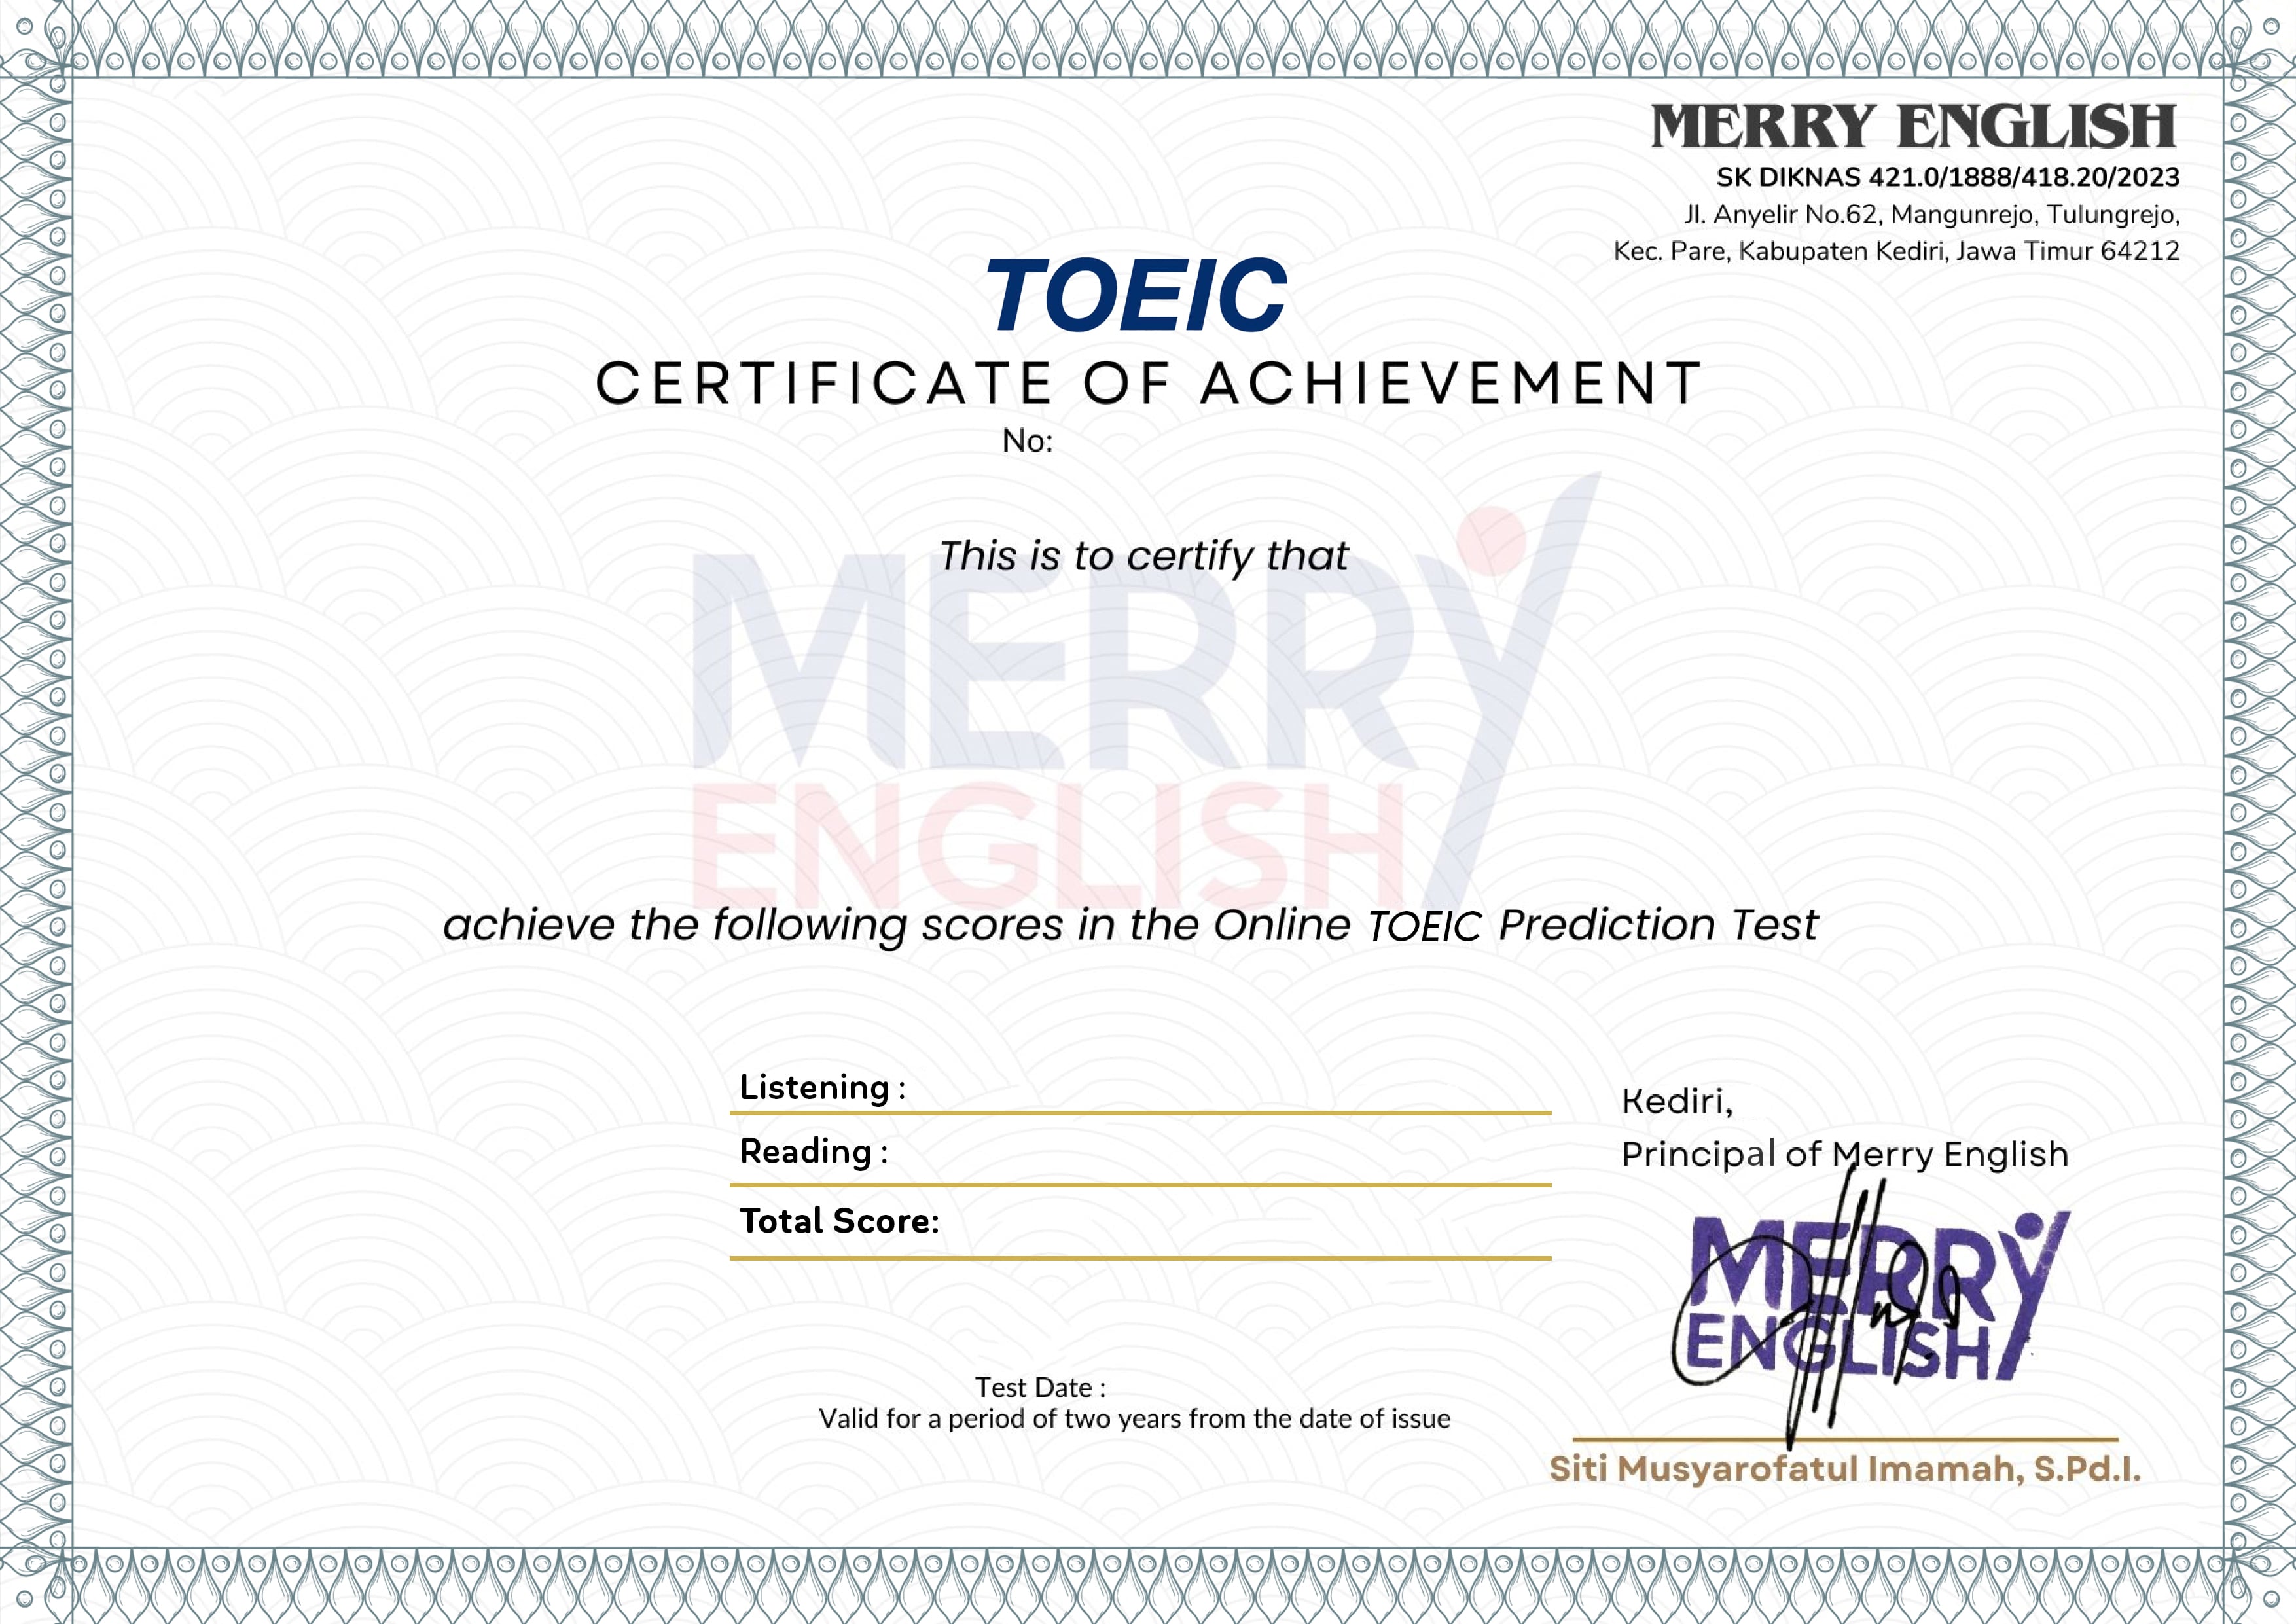 MERRY ENGLISH
SK DIKNAS 421.0/1888/418.20/2023
Jl. Anyelir No.62, Mangunrejo, Tulungrejo,
Kec. Pare, Kabupaten Kediri, Jawa Timur 64212
TOEIC
CERTIFICATE OF ACHIEVEMENT
No:
This is to certify that
MERRY
ENGLISH
achieve the following scores in the Online TOEIC Prediction Test
Listening :
Reading :
Total Score:
Kediri,
Principal of Merry English
MERRY
ENGLISH
Test Date :
Valid for a period of two years from the date of issue
Siti Musyarofatul Imamah, S.Pd.I.